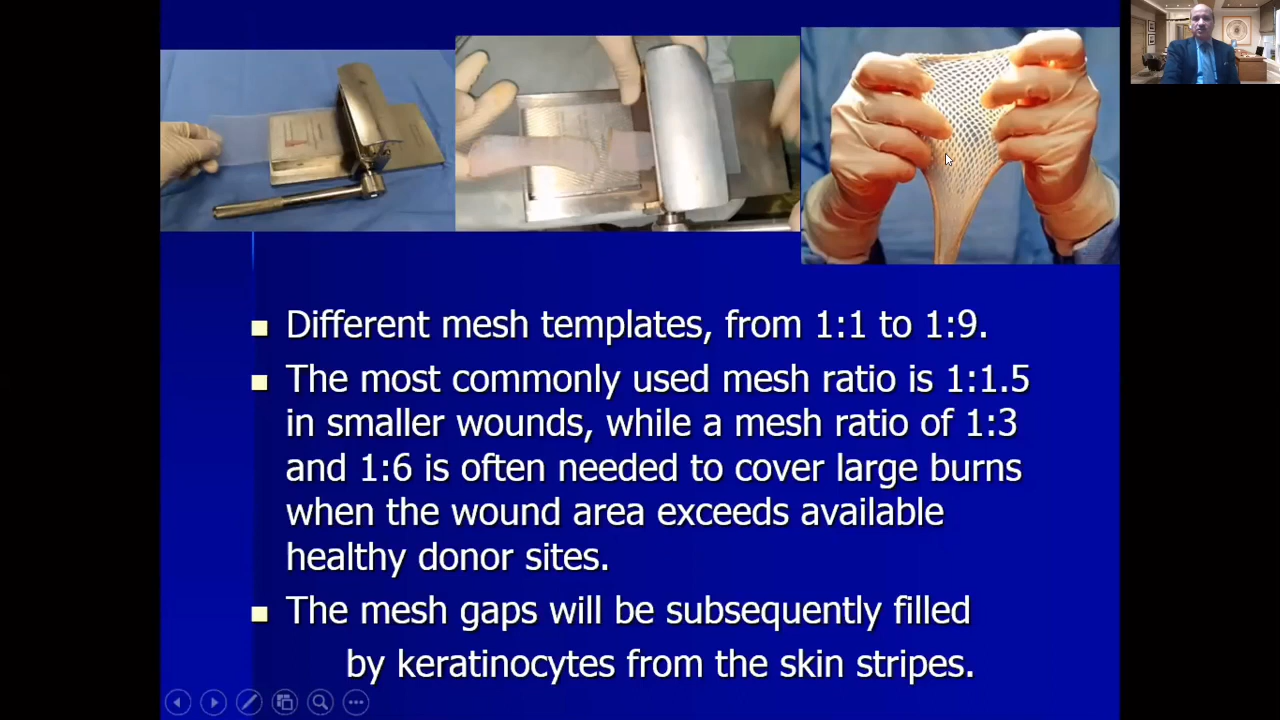 Different mesh templates, from 1:1 to 1:9.
The most commonly used mesh ratio is 1:1.5
in smaller wounds, while a mesh ratio of 1:3
and 1:6 is often needed to cover large burns
when the wound area exceeds available
healthy donor sites.
The mesh gaps will be subsequently filled
by keratinocytes from the skin stripes.